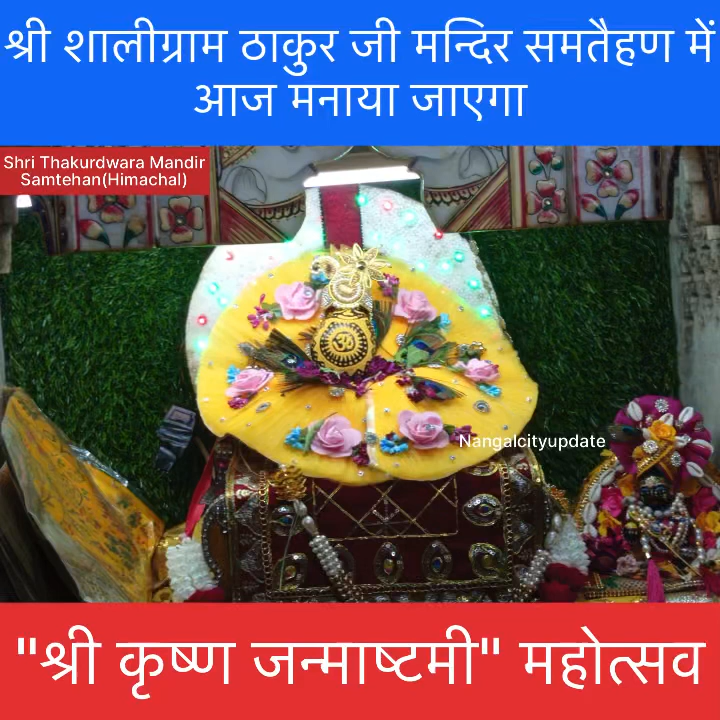 श्री शालीग्राम ठाकुर जी मन्दिर समतैहण में
आज मनाया जाएगा
Shri Thakurdwara Mandir
Samtehan(Himachal)
ॐ
Nangalcityupdate
"श्री कृष्ण जन्माष्टमी" महोत्सव